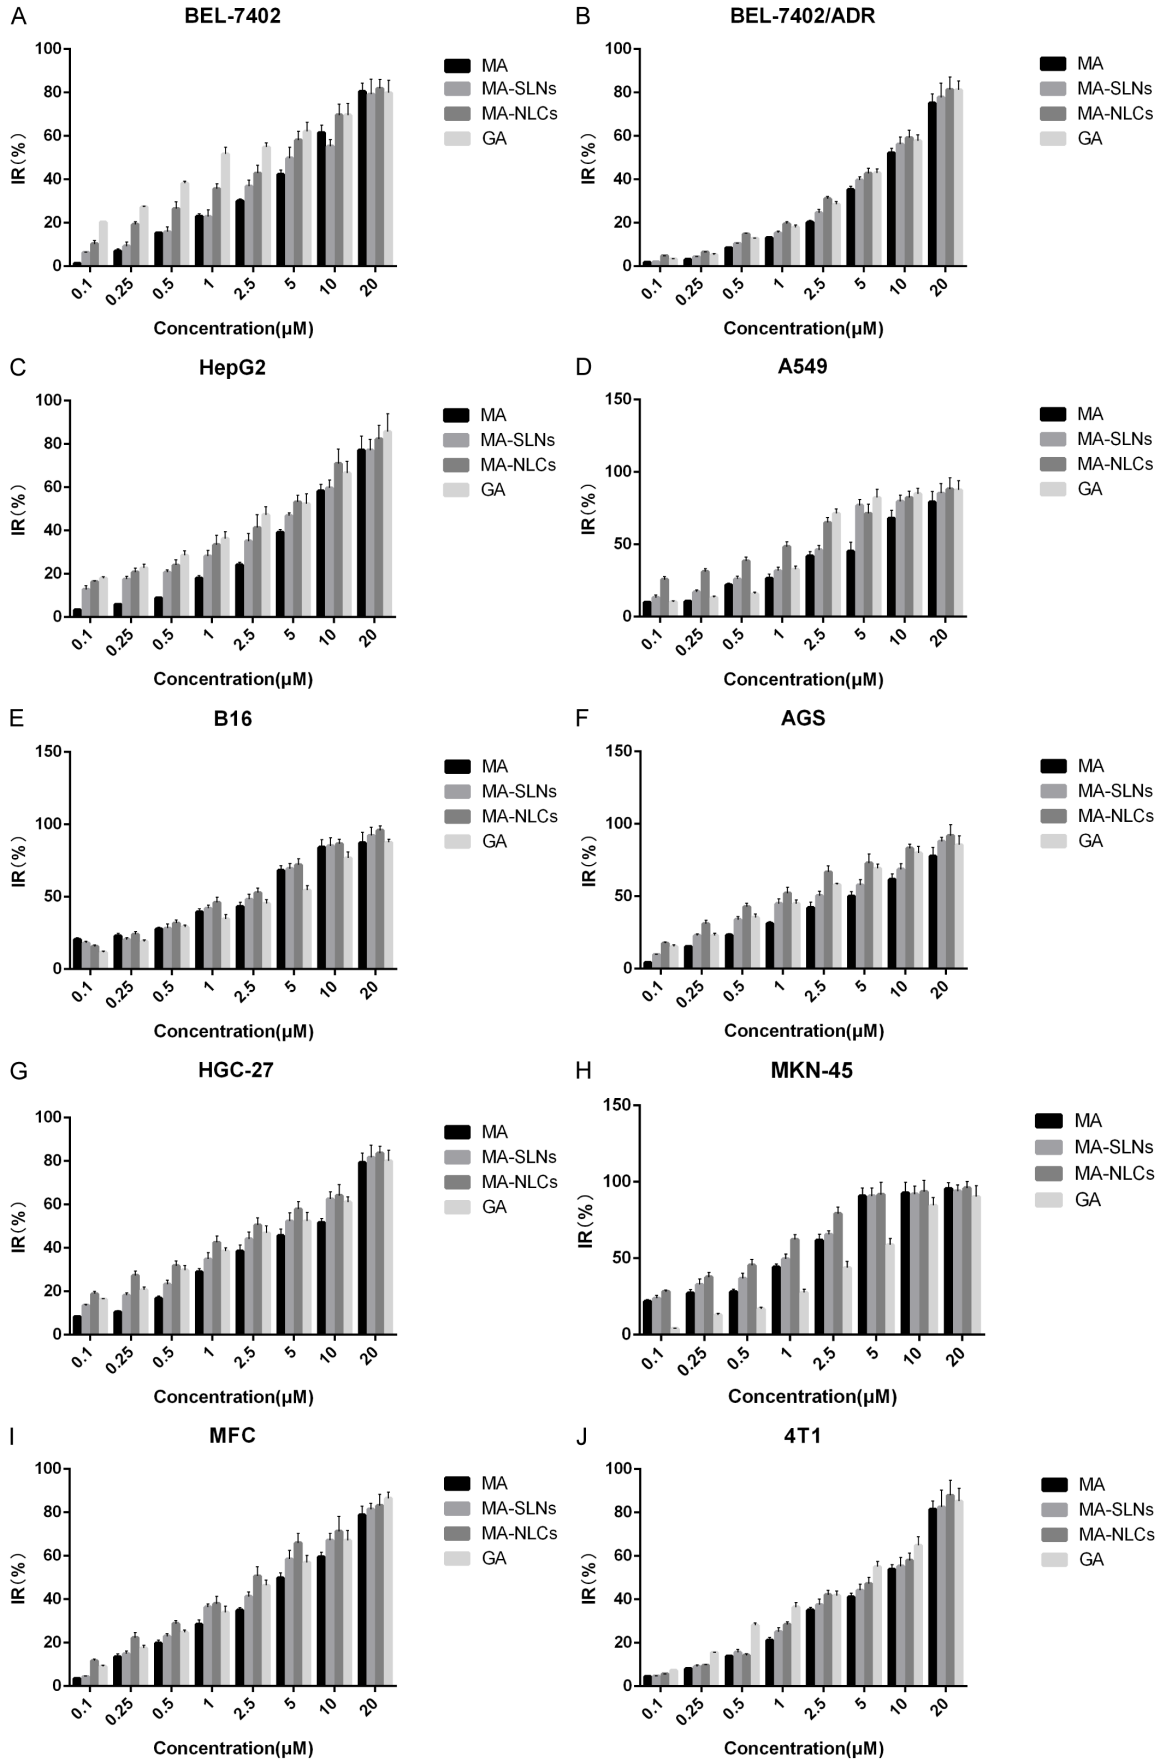 A
BEL-7402
100
80
60
40
20
0
IR(%)
0.1 0.25 0.5 1 2.5 5 10 20
Concentration(μM)
MA
MA-SLNs
MA-NLCs
GA
B
BEL-7402/ADR
100
80
60
40
20
0
IR(%)
0.1 0.25 0.5 1 2.5 5 10 20
Concentration(μM)
MA
MA-SLNs
MA-NLCs
GA
C
HepG2
100
80
60
40
20
0
IR(%)
0.1 0.25 0.5 1 2.5 5 10 20
Concentration(μM)
MA
MA-SLNs
MA-NLCs
GA
D
A549
150
100
50
0
IR(%)
0.1 0.25 0.5 1 2.5 5 10 20
Concentration(μM)
MA
MA-SLNs
MA-NLCs
GA
E
B16
150
100
50
0
IR(%)
0.1 0.25 0.5 1 2.5 5 10 20
Concentration(μM)
MA
MA-SLNs
MA-NLCs
GA
F
AGS
150
100
50
0
IR(%)
0.1 0.25 0.5 1 2.5 5 10 20
Concentration(μM)
MA
MA-SLNs
MA-NLCs
GA
G
HGC-27
100
80
60
40
20
0
IR(%)
0.1 0.25 0.5 1 2.5 5 10 20
Concentration(μM)
MA
MA-SLNs
MA-NLCs
GA
H
MKN-45
150
100
50
0
IR(%)
0.1 0.25 0.5 1 2.5 5 10 20
Concentration(μM)
MA
MA-SLNs
MA-NLCs
GA
I
MFC
100
80
60
40
20
0
IR(%)
0.1 0.25 0.5 1 2.5 5 10 20
Concentration(μM)
MA
MA-SLNs
MA-NLCs
GA
J
4T1
100
80
60
40
20
0
IR(%)
0.1 0.25 0.5 1 2.5 5 10 20
Concentration(μM)
MA
MA-SLNs
MA-NLCs
GA